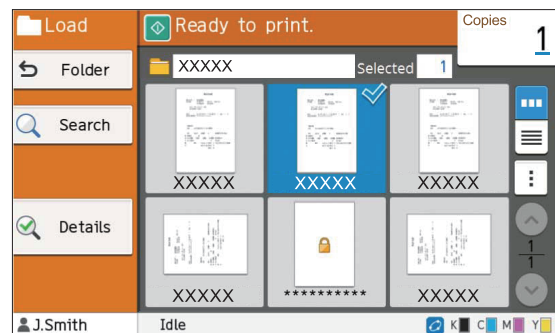 Load
Ready to print.
Copies
1
Folder
XXXXX
Selected 1
Search
XXXXX
XXXXX
XXXXX
Details
1
1
XXXXX
**********
XXXXX
J.Smith
Idle
K C M Y